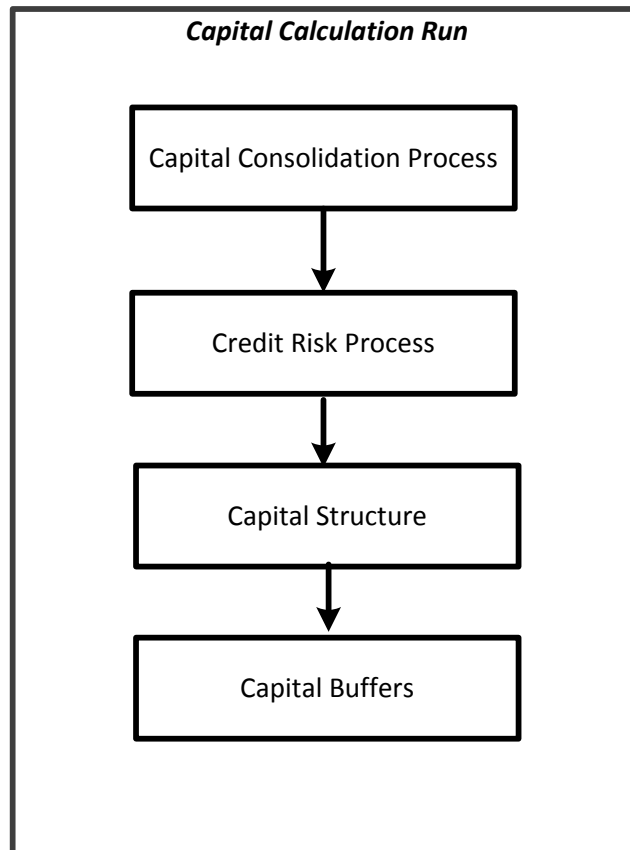 Capital Calculation Run
Capital Consolidation Process
Credit Risk Process
Capital Structure
Capital Buffers